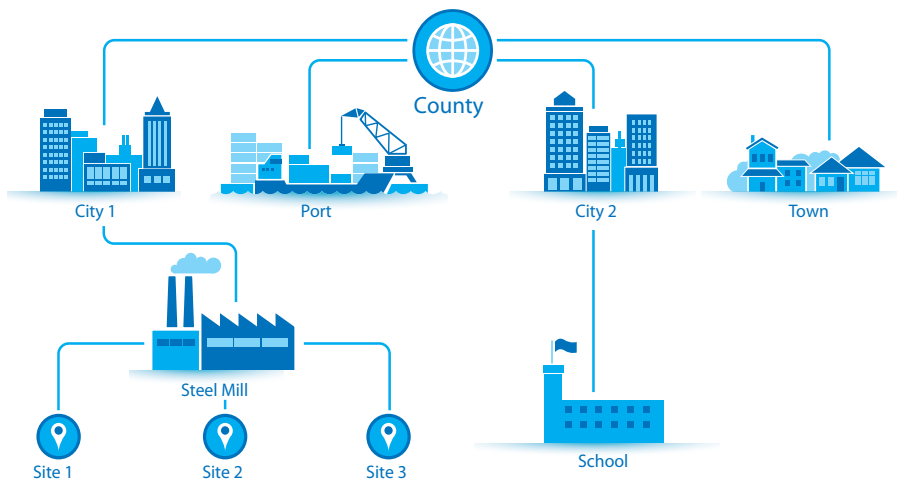 County
City 1
Port
City 2
Town
Steel Mill
School
Site 1
Site 2
Site 3